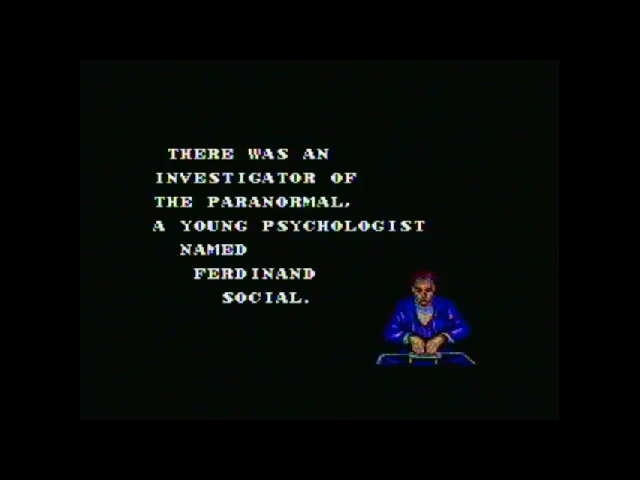 THERE WAS AN
INVESTIGATOR OF
THE PARANORMAL,
A YOUNG PSYCHOLOGIST
NAMED
FERDINAND
SOCIAL.